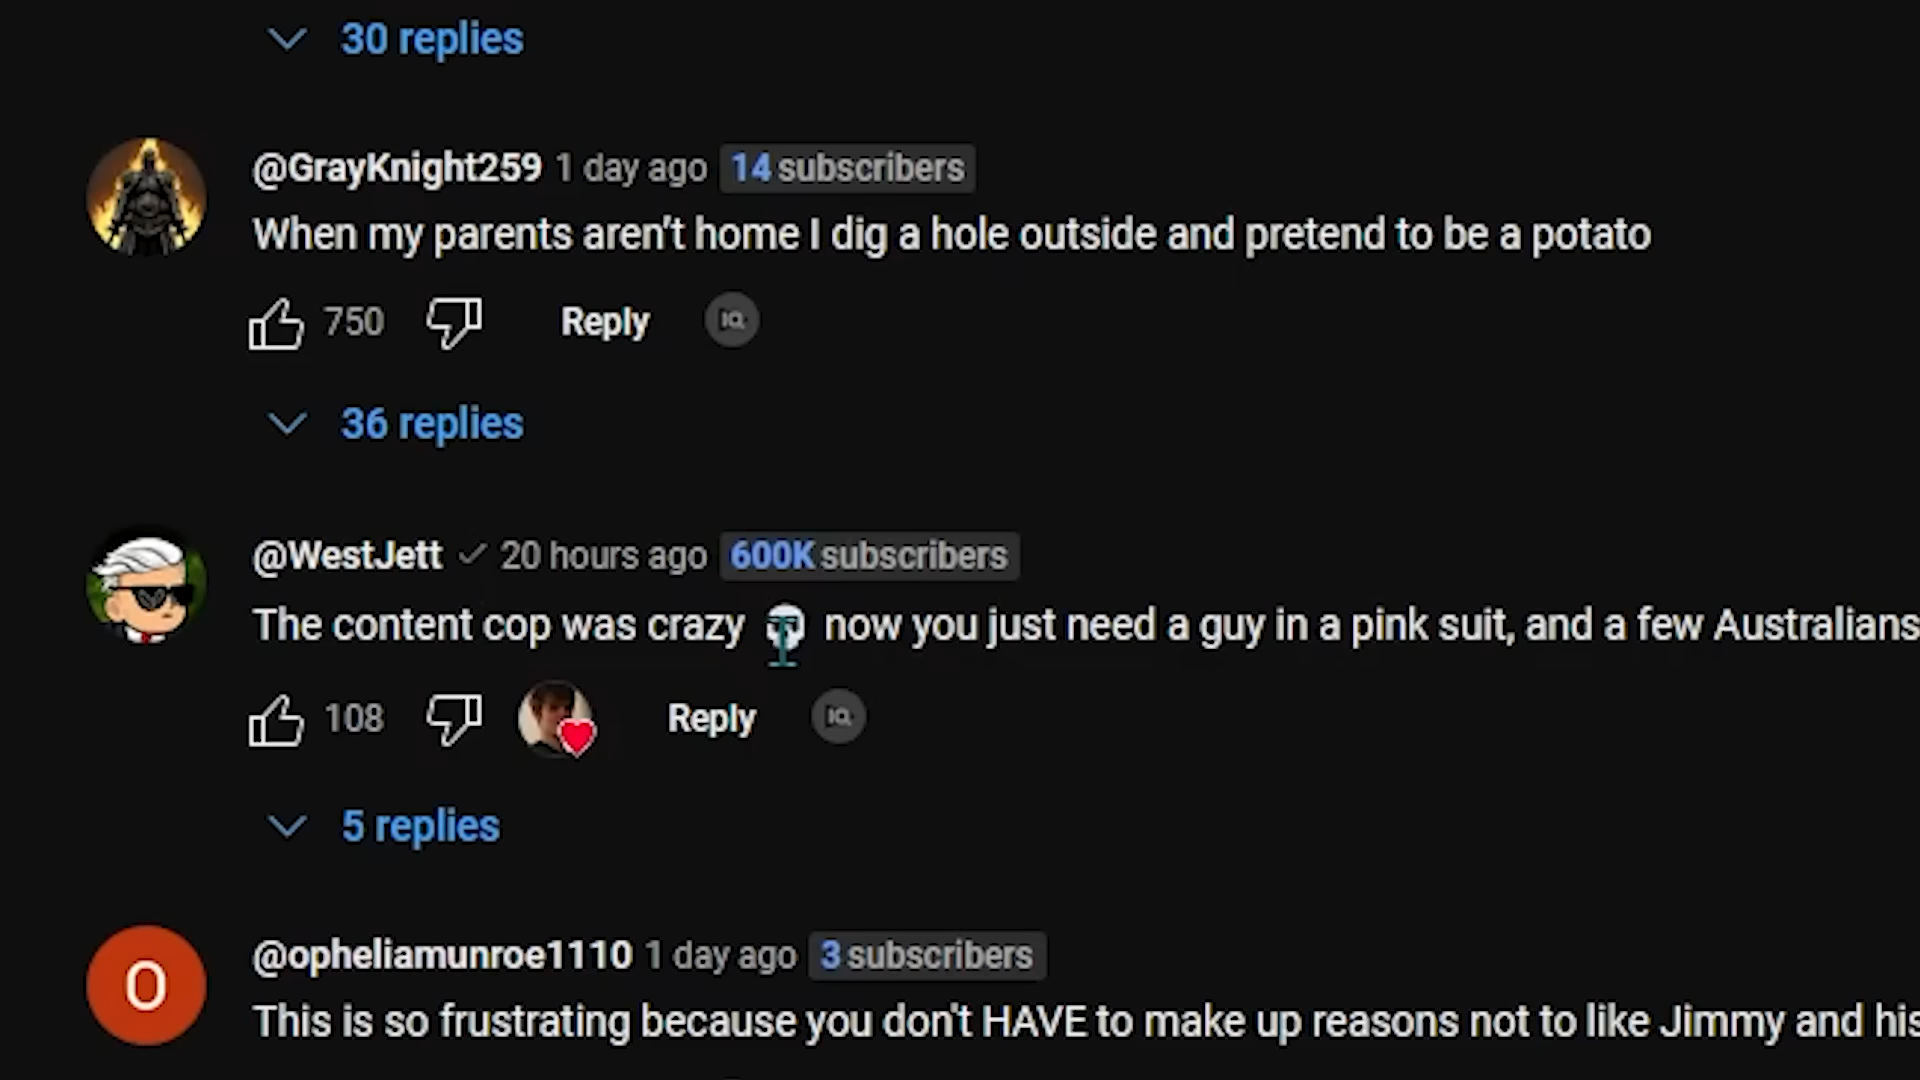 30 replies
@GrayKnight259 1 day ago 14 subscribers
When my parents aren't home I dig a hole outside and pretend to be a potato
750 Reply IQ
36 replies
@WestJett 20 hours ago 600K subscribers
The content cop was crazy now you just need a guy in a pink suit, and a few Australians
108 Reply IQ
5 replies
O
@opheliamunroe1110 1 day ago 3 subscribers
This is so frustrating because you don't HAVE to make up reasons not to like Jimmy and his